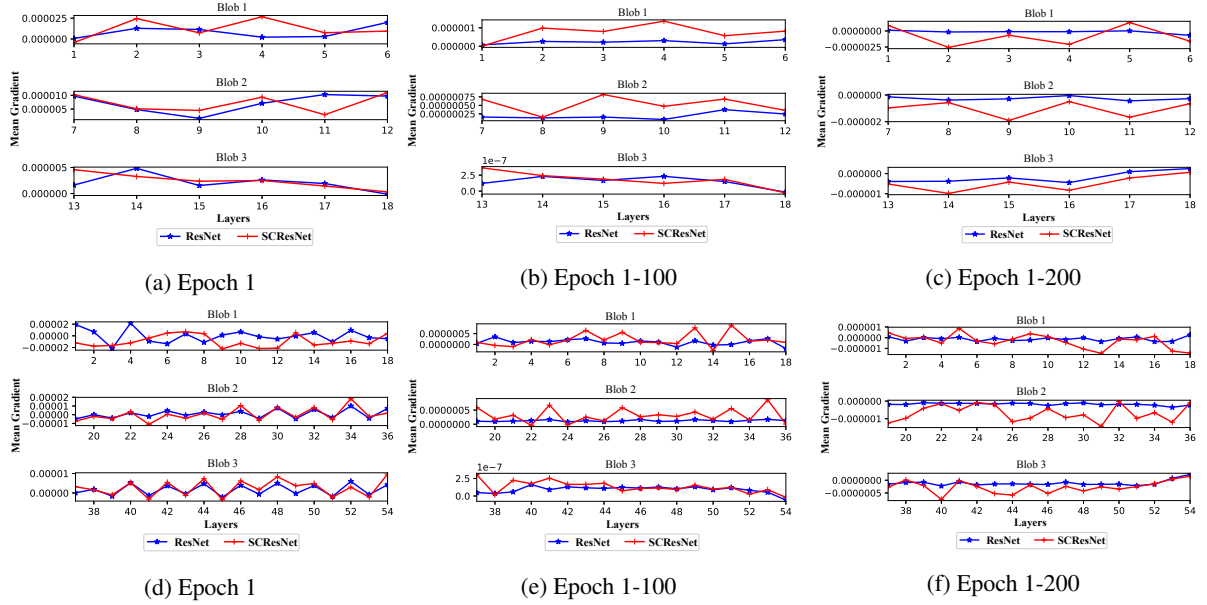 Blob 1
0.000025
0.000000
1 2 3 4 5 6
Blob 2
0.000010
0.000005
7 8 9 10 11 12
Blob 3
0.000005
0.000000
13 14 15 16 17 18
Mean Gradient
Layers
ResNet SCResNet
(a) Epoch 1
Blob 1
0.000001
0.000000
1 2 3 4 5 6
Blob 2
0.00000075
0.00000050
0.00000025
7 8 9 10 11 12
Blob 3
1e−7
2.5
0.0
13 14 15 16 17 18
Mean Gradient
Layers
ResNet SCResNet
(b) Epoch 1-100
Blob 1
0.0000000
−0.0000025
1 2 3 4 5 6
Blob 2
0.000000
−0.000002
7 8 9 10 11 12
Blob 3
0.000000
−0.000001
13 14 15 16 17 18
Mean Gradient
Layers
ResNet SCResNet
(c) Epoch 1-200
Blob 1
0.00002
0.00000
−0.00002
2 4 6 8 10 12 14 16 18
Blob 2
0.00002
0.00001
0.00000
−0.00001
20 22 24 26 28 30 32 34 36
Blob 3
0.00001
0.00000
38 40 42 44 46 48 50 52 54
Mean Gradient
Layers
ResNet SCResNet
(d) Epoch 1
Blob 1
0.0000005
0.0000000
2 4 6 8 10 12 14 16 18
Blob 2
0.0000005
0.0000000
20 22 24 26 28 30 32 34 36
Blob 3
1e−7
2.5
0.0
38 40 42 44 46 48 50 52 54
Mean Gradient
Layers
ResNet SCResNet
(e) Epoch 1-100
Blob 1
0.000001
0.000000
−0.000001
2 4 6 8 10 12 14 16 18
Blob 2
0.000000
−0.000001
20 22 24 26 28 30 32 34 36
Blob 3
0.0000000
−0.0000005
38 40 42 44 46 48 50 52 54
Mean Gradient
Layers
ResNet SCResNet
(f) Epoch 1-200